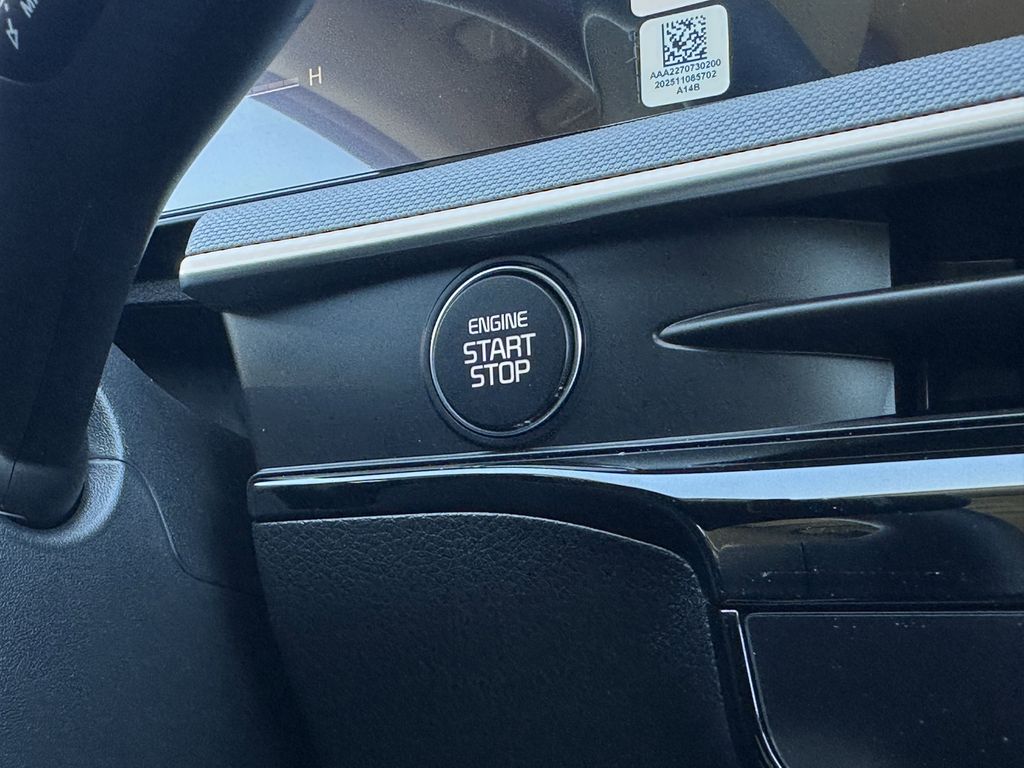 H
AAA2270730200
202511085702
A14B
ENGINE
START
STOP